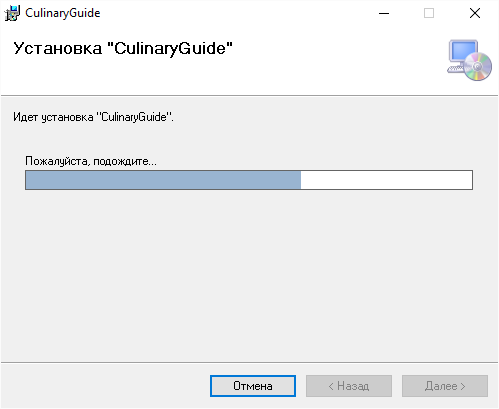 CulinaryGuide
Установка "CulinaryGuide"
Идет установка "CulinaryGuide".
Пожалуйста, подождите...
Отмена
< Назад
Далее >